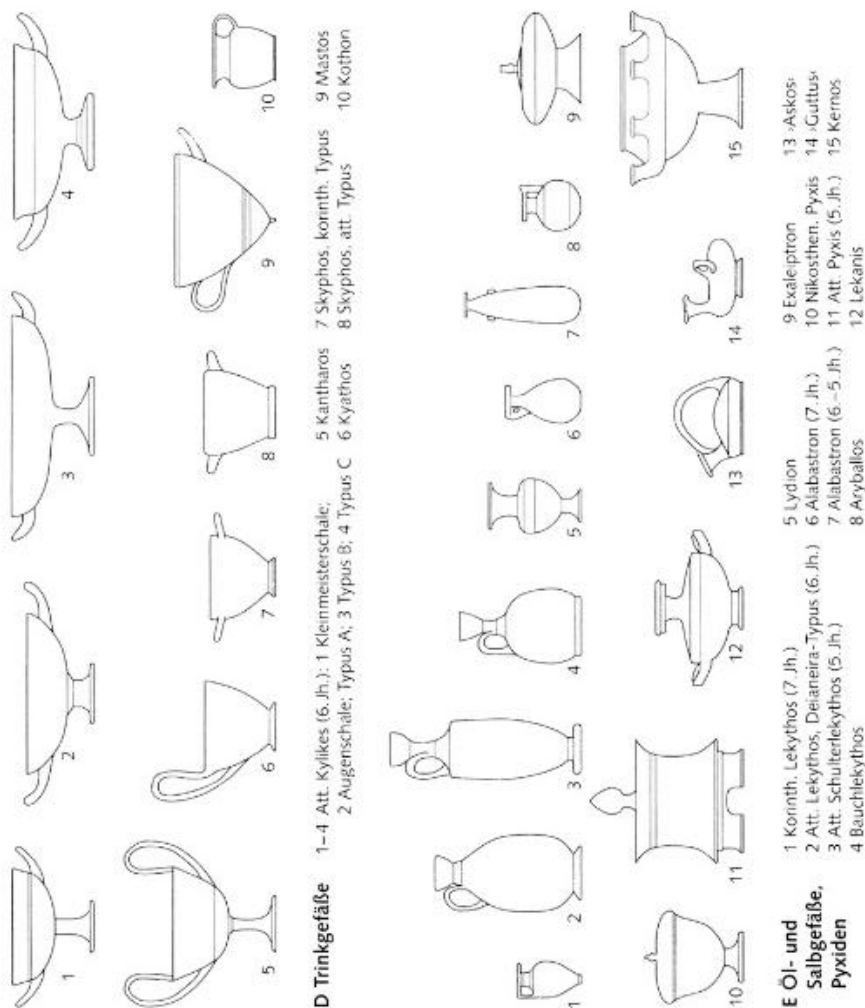 1
2
3
4
5
6
7
8
9
10
D Trinkgefäße
1–4 Att. Kylikes (6.Jh.): 1 Kleinmeisterschale;
2 Augenschale; Typus A; 3 Typus B; 4 Typus C
5 Kantharos
6 Kyathos
7 Skyphos, korinth. Typus
8 Skyphos, att. Typus
9 Mastos
10 Kothon
1
2
3
4
5
6
7
8
9
10
11
12
13
14
15
E Öl- und
Salbgefäße,
Pyxiden
1 Korinth. Lekythos (7.Jh.)
2 Att. Lekythos, Deianeira-Typus (6.Jh.)
3 Att. Schulterlekythos (5.Jh.)
4 Bauchlekythos
5 Lydion
6 Alabastron (7.Jh.)
7 Alabastron (6.–5.Jh.)
8 Aryballos
9 Exaleiptron
10 Nikosthen. Pyxis
11 Att. Pyxis (5.Jh.)
12 Lekanis
13 ›Askos‹
14 ›Guttus‹
15 Kernos